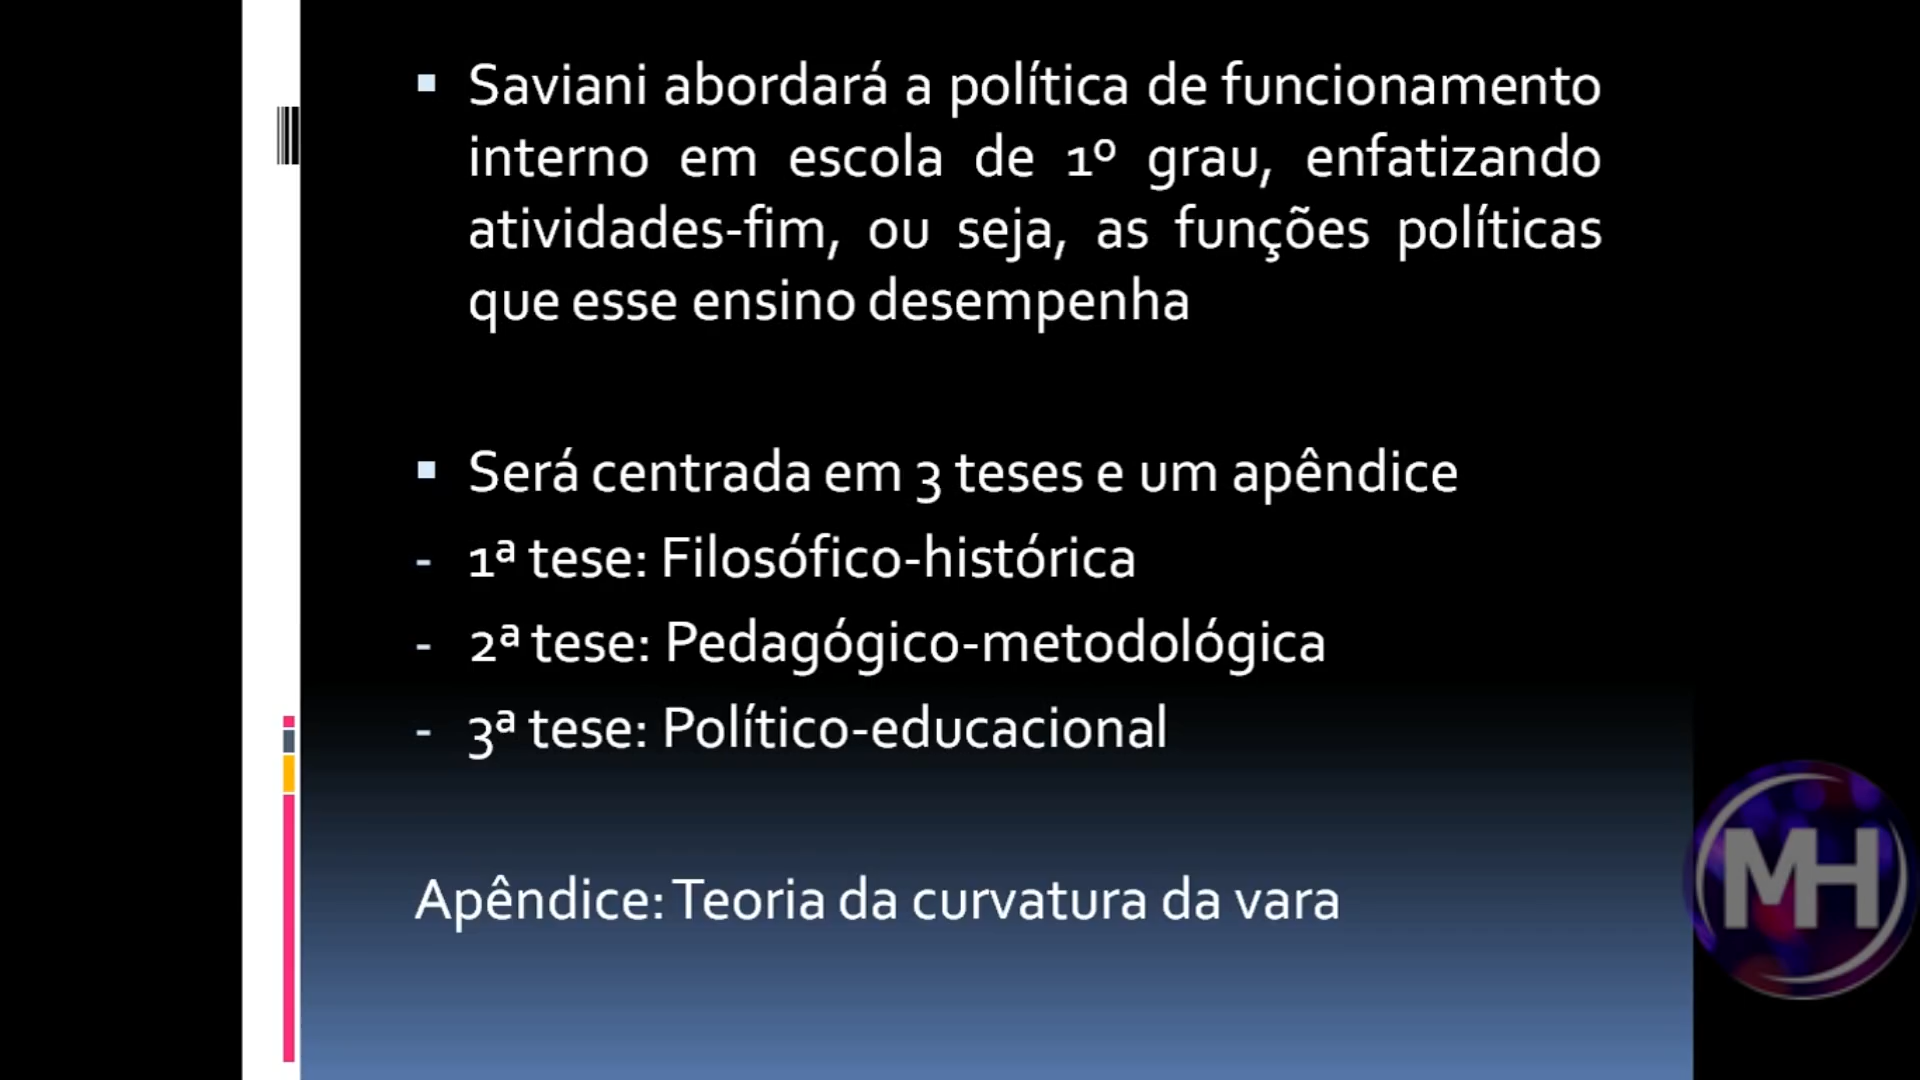 Saviani abordará a política de funcionamento
interno em escola de 1º grau, enfatizando
atividades-fim, ou seja, as funções políticas
que esse ensino desempenha
Será centrada em 3 teses e um apêndice
- 1ª tese: Filosófico-histórica
- 2ª tese: Pedagógico-metodológica
- 3ª tese: Político-educacional
Apêndice: Teoria da curvatura da vara
MH